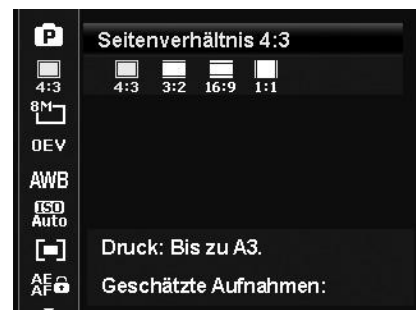 P
Seitenverhältnis 4:3
4:3
4:3 3:2 16:9 1:1
8M
0EV
AWB
ISO
Auto
Druck: Bis zu A3.
AE
AF
Geschätzte Aufnahmen: